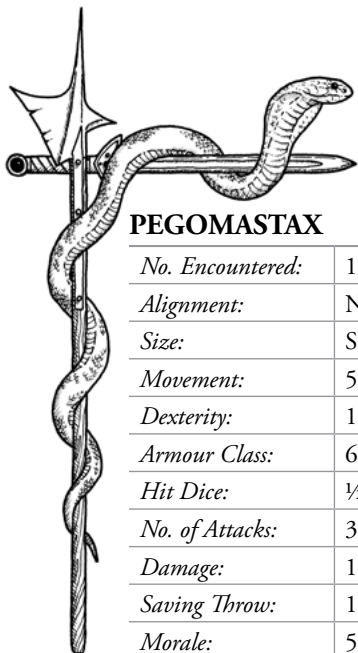 PEGOMASTAX
No. Encountered: 1
Alignment: N
Size: S
Movement: 5
Dexterity: 1
Armour Class: 6
Hit Dice: ½
No. of Attacks: 3
Damage: 1
Saving Throw: 1
Morale: 5